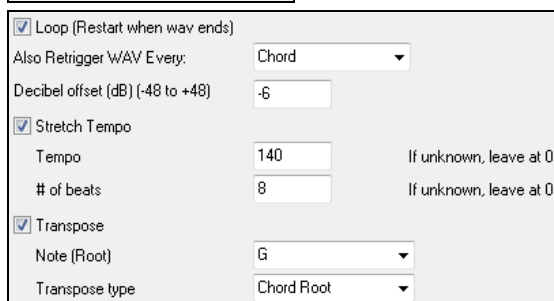 Loop (Restart when wav ends)
Also Retrigger WAV Every: Chord
Decibel offset (dB) (-48 to +48) -6
Stretch Tempo
Tempo 140 If unknown, leave at 0
# of beats 8 If unknown, leave at 0
Transpose
Note (Root) G
Transpose type Chord Root